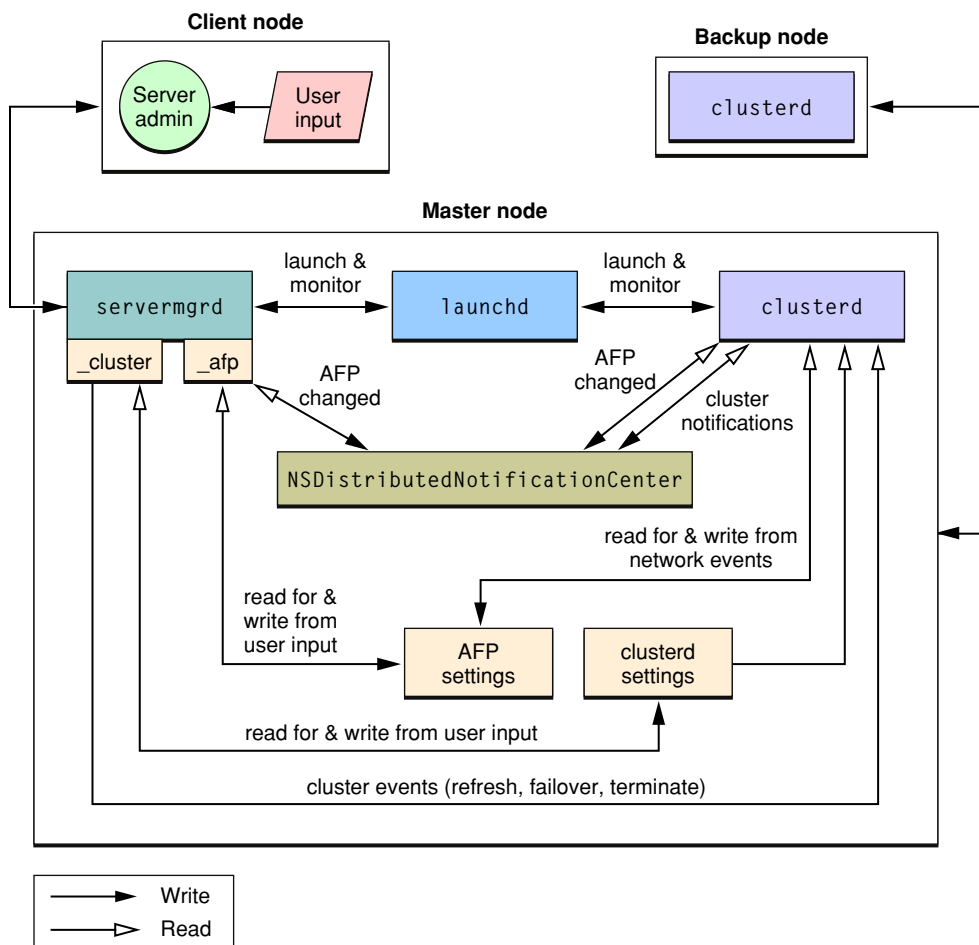 Client node
Server
admin
User
input
Backup node
clusterd
Master node
servermgrd
launch &
monitor
launchd
launch &
monitor
clusterd
_cluster
_afp
AFP
changed
AFP
changed
cluster
notifications
NSDistributedNotificationCenter
read for & write from
network events
read for &
write from
user input
AFP
settings
clusterd
settings
read for & write from user input
cluster events (refresh, failover, terminate)
Write
Read